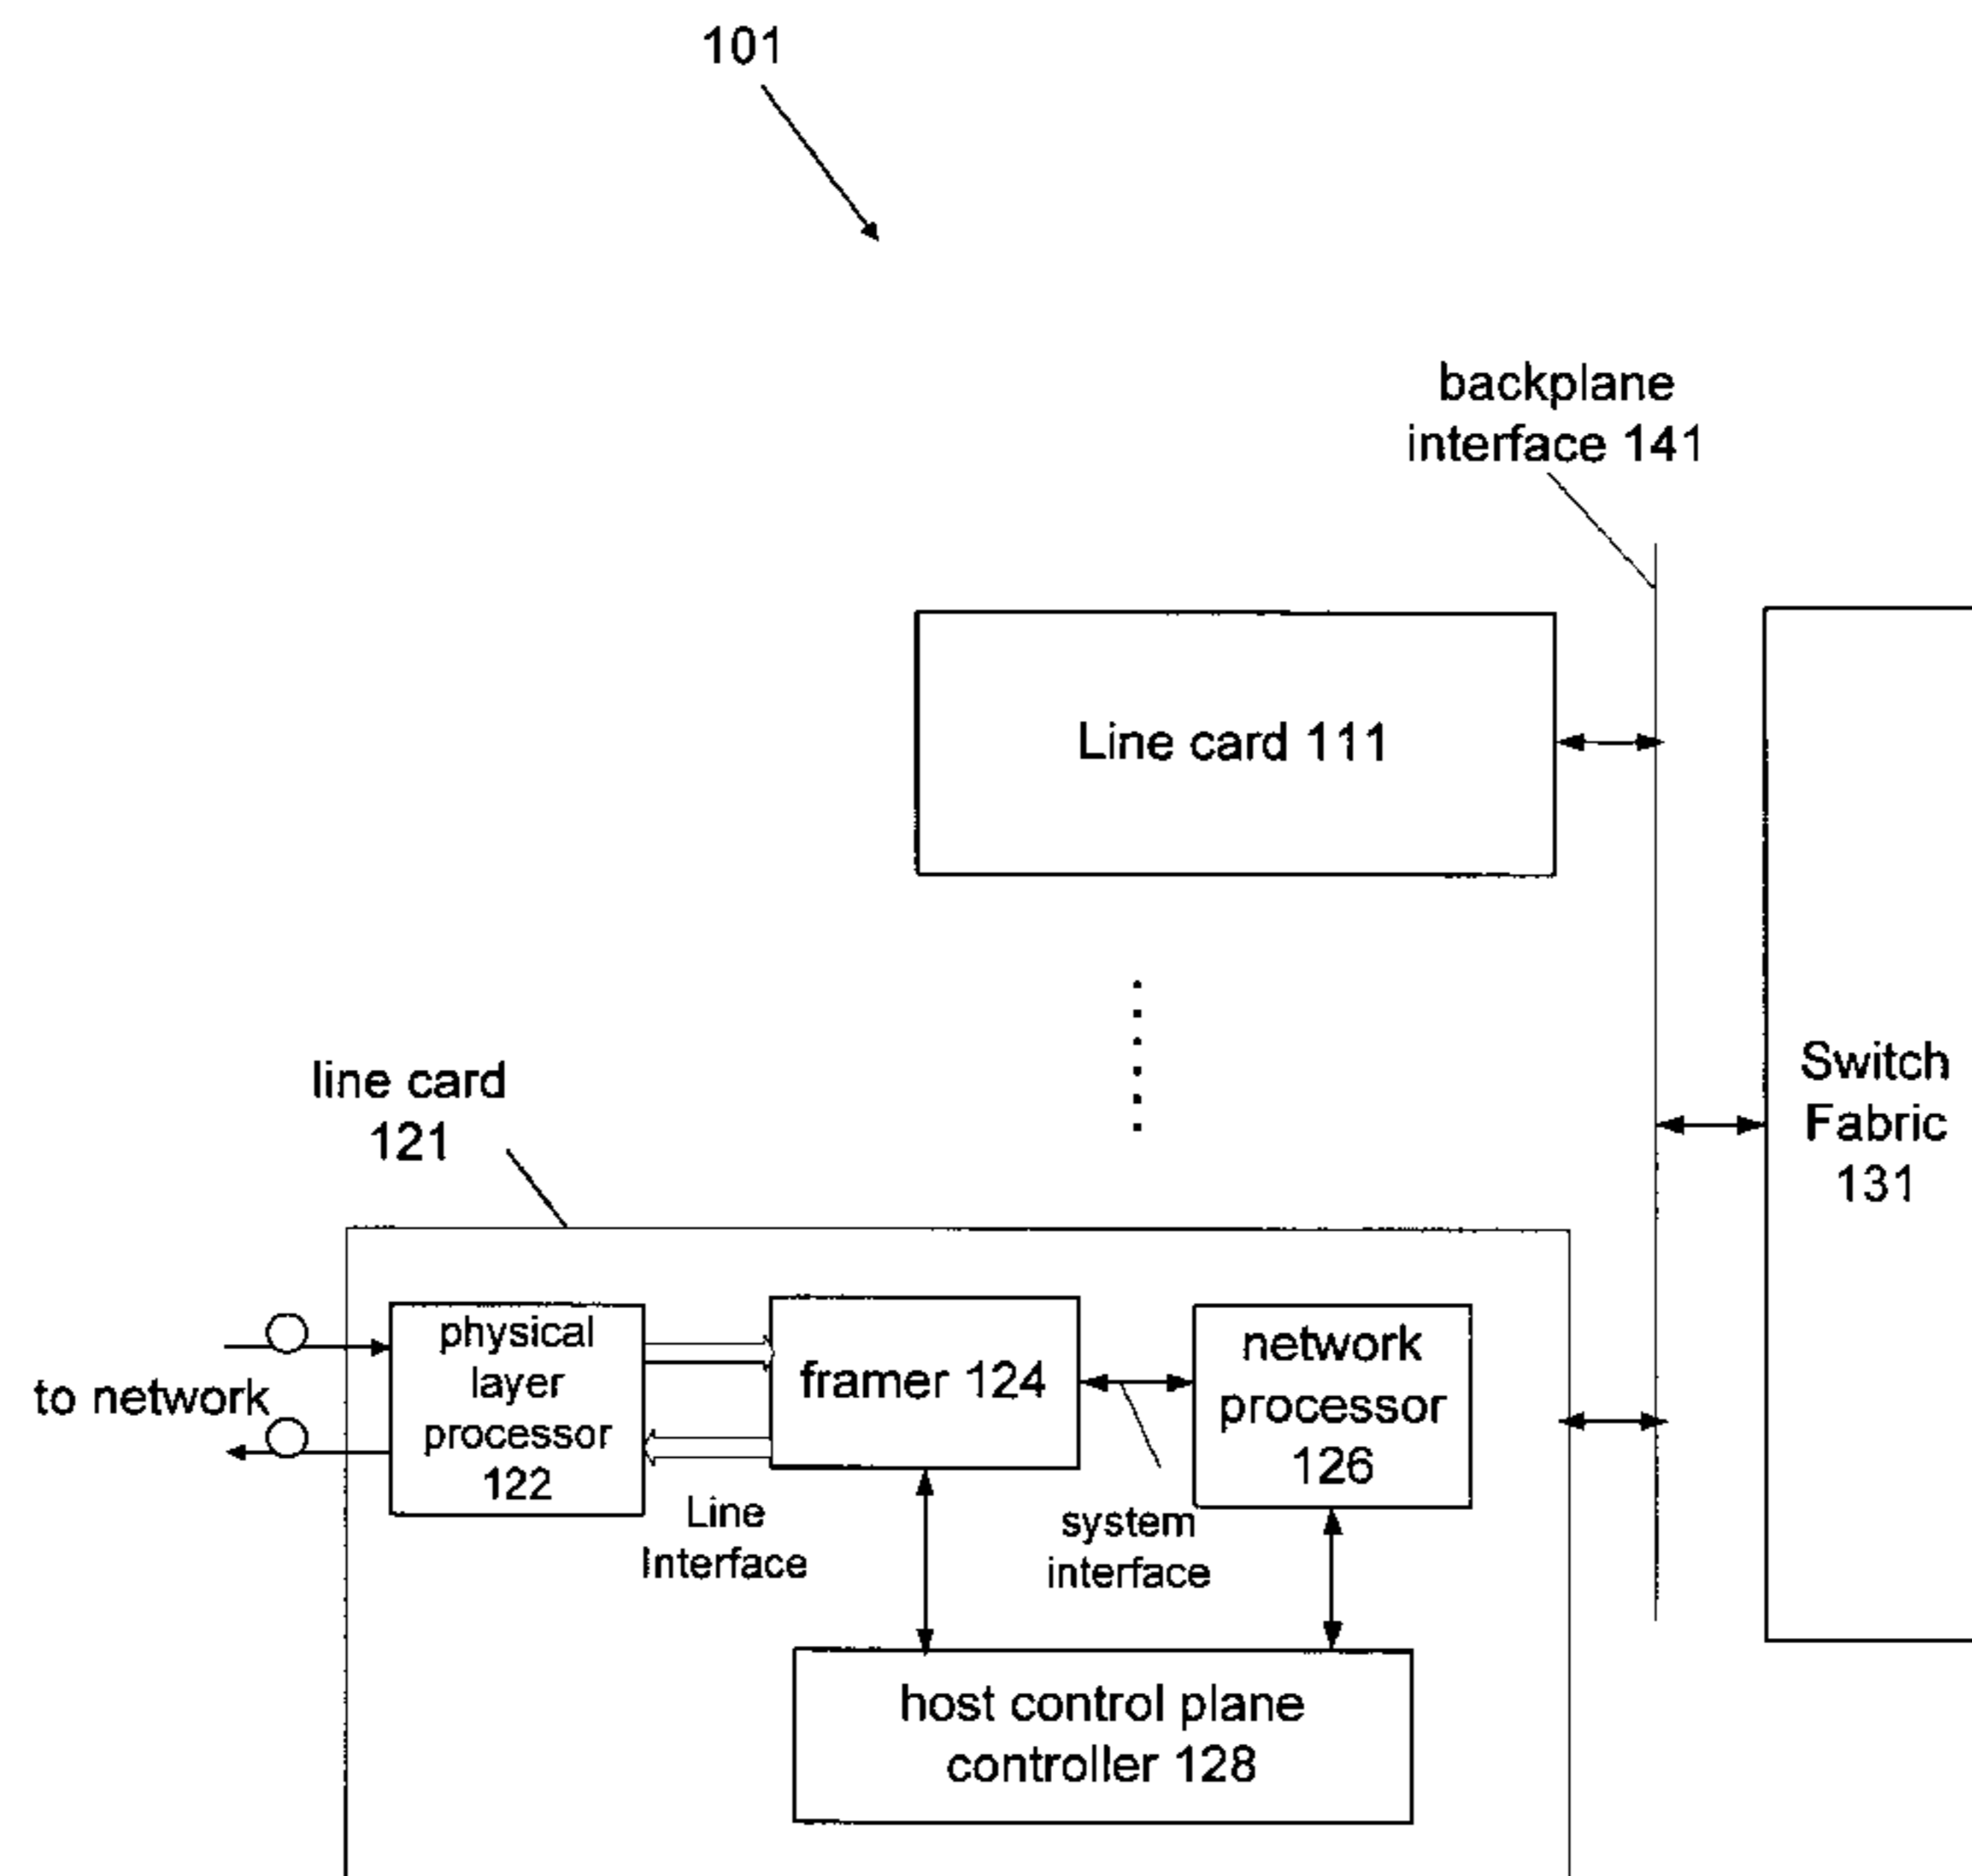 101
backplane
interface 141
Line card 111
Switch
Fabric
131
line card
121
to network
physical
layer
processor
122
framer 124
network
processor
126
Line
Interface
system
interface
host control plane
controller 128